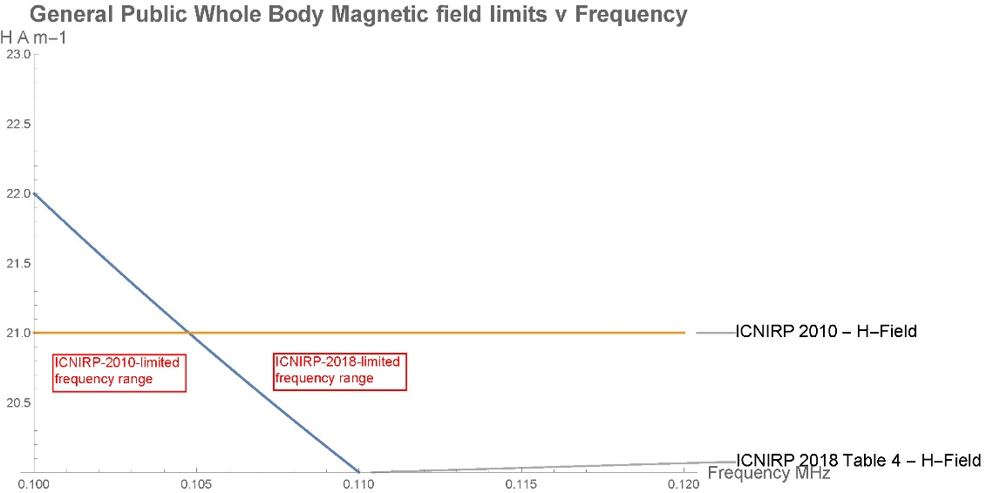 General Public Whole Body Magnetic field limits v Frequency
H A m−1
23.0
22.5
22.0
21.5
21.0
20.5
ICNIRP 2010 − H−Field
ICNIRP-2010-limited
frequency range
ICNIRP-2018-limited
frequency range
ICNIRP 2018 Table 4 − H−Field
Frequency MHz
0.100
0.105
0.110
0.115
0.120